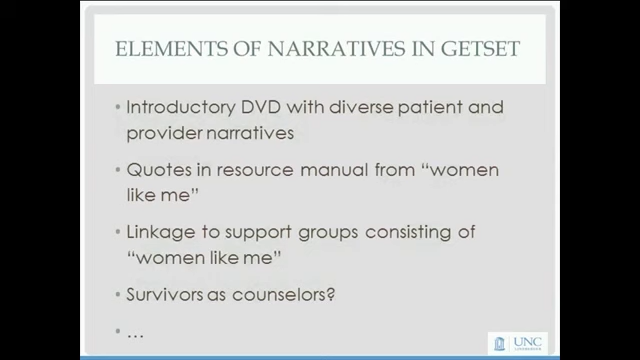 ELEMENTS OF NARRATIVES IN GETSET
• Introductory DVD with diverse patient and
provider narratives
• Quotes in resource manual from “women
like me”
• Linkage to support groups consisting of
“women like me”
• Survivors as counselors?
• …
UNC